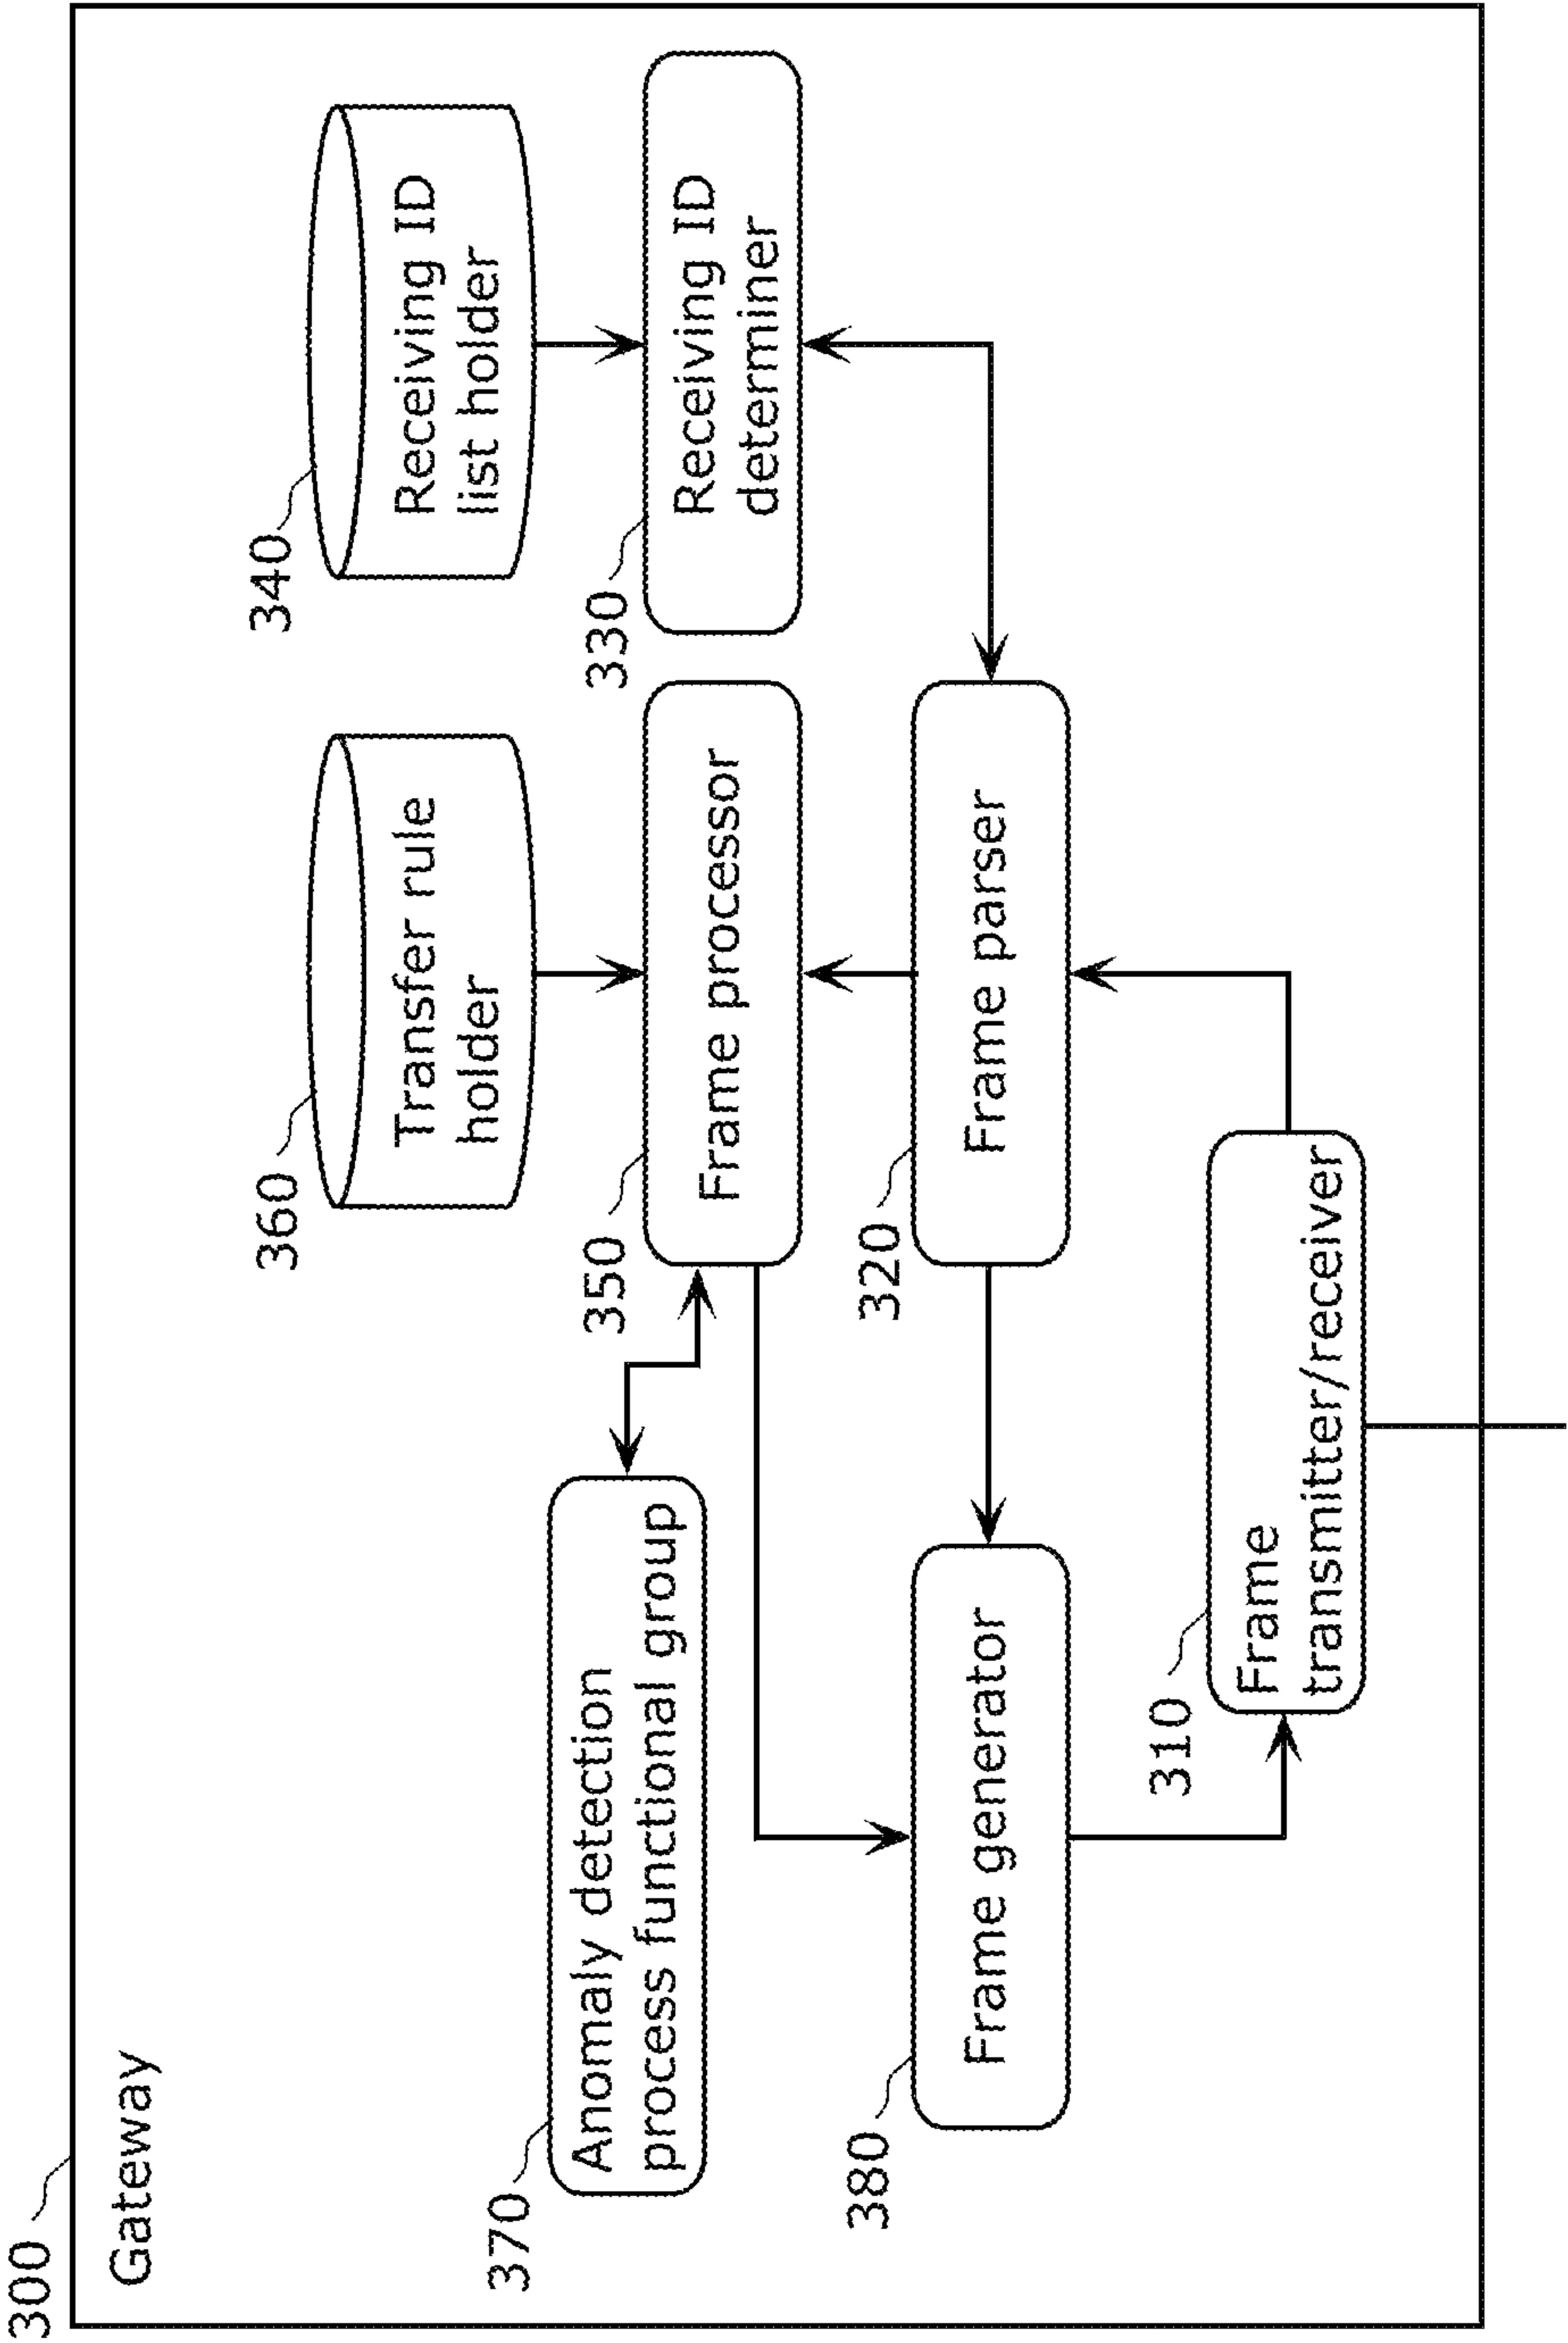 300
Gateway
360
Transfer rule
holder
340
Receiving ID
list holder
370
Anomaly detection
process functional group
350
Frame processor
330
Receiving ID
determiner
380
Frame generator
320
Frame parser
310
Frame
transmitter/receiver